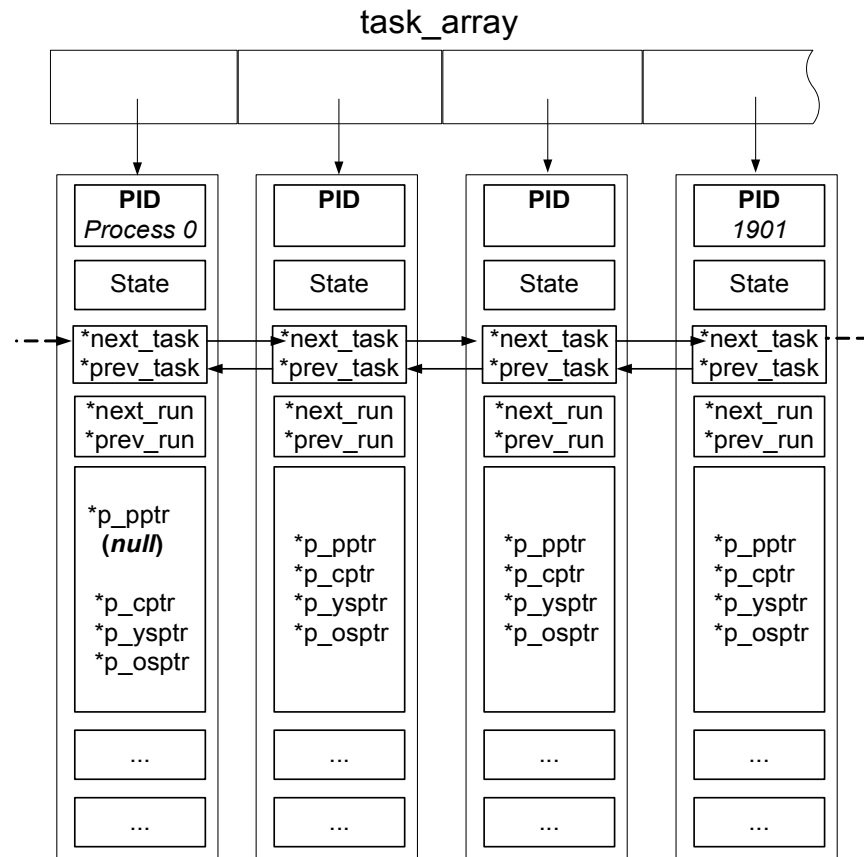 task_array
PID
Process 0
State
*next_task
*prev_task
*next_run
*prev_run
*p_pptr
(null)
*p_cptr
*p_ysptr
*p_osptr
...
...
PID
State
*next_task
*prev_task
*next_run
*prev_run
*p_pptr
*p_cptr
*p_ysptr
*p_osptr
...
...
PID
State
*next_task
*prev_task
*next_run
*prev_run
*p_pptr
*p_cptr
*p_ysptr
*p_osptr
...
...
PID
1901
State
*next_task
*prev_task
*next_run
*prev_run
*p_pptr
*p_cptr
*p_ysptr
*p_osptr
...
...